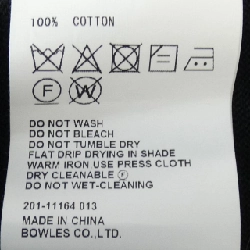 100% COTTON
F W
DO NOT WASH
DO NOT BLEACH
DO NOT TUMBLE DRY
FLAT DRIP DRYING IN SHADE
WARM IRON USE PRESS CLOTH
DRY CLEANABLE Ⓕ
DO NOT WET-CLEANING
201-11164 013
MADE IN CHINA
BOWLES CO.,LTD.